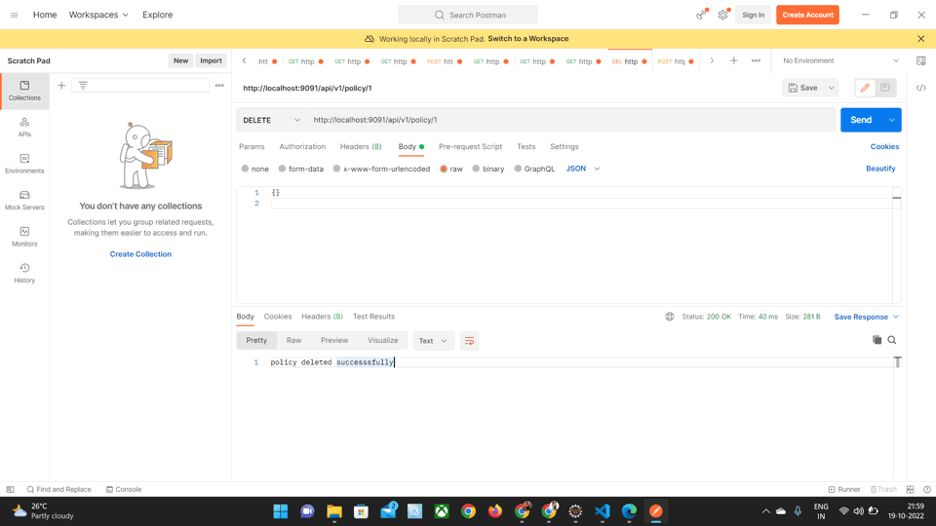 Home Workspaces Explore Search Postman Sign In Create Account
Working locally in Scratch Pad. Switch to a Workspace
Scratch Pad New Import htt GET http GET http GET http POST htt GET http GET http GET http DEL http POST http No Environment
http://localhost:9091/api/v1/policy/1 Save
Collections
APIs
Environments
Mock Servers
Monitors
History
You don't have any collections
Collections let you group related requests,
making them easier to access and run.
Create Collection
DELETE http://localhost:9091/api/v1/policy/1 Send
Params Authorization Headers (8) Body Pre-request Script Tests Settings Cookies
none form-data x-www-form-urlencoded raw binary GraphQL JSON Beautify
1 {}
2
Body Cookies Headers (8) Test Results Status: 200 OK Time: 40 ms Size: 281 B Save Response
Pretty Raw Preview Visualize Text
1 policy deleted successsfully
Find and Replace Console Runner Trash
26°C
Partly cloudy
ENG
IN
21:59
19-10-2022